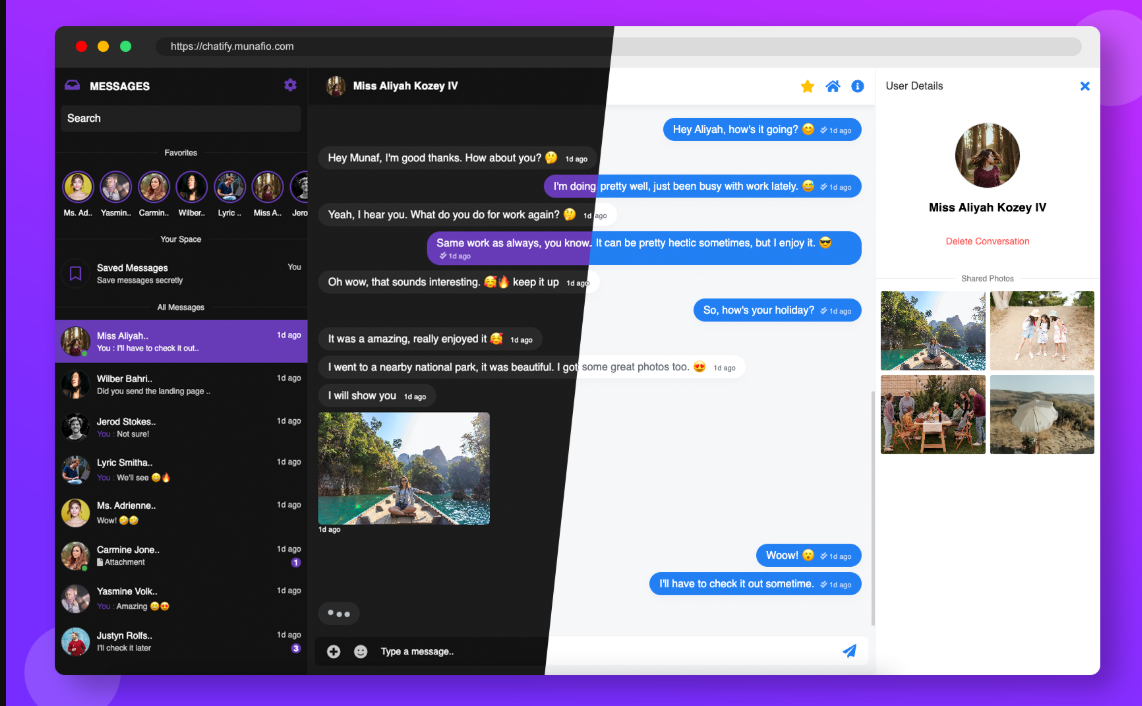 https://chatify.munafio.com
MESSAGES
Search
Favorites
Ms. Ad..
Yasmin..
Carmin..
Wilber..
Lyric ..
Miss A..
Jero
Your Space
Saved Messages
You
Save messages secretly
All Messages
Miss Aliyah..
1d ago
You : I'll have to check it out..
Wilber Bahri..
1d ago
Did you send the landing page ..
Jerod Stokes..
1d ago
You : Not sure!
Lyric Smitha..
1d ago
You : We'll see 😄🔥
Ms. Adrienne..
1d ago
Wow! 🤣🤣
Carmine Jone..
1d ago
Attachment
1
Yasmine Volk..
1d ago
You : Amazing 😄😍
Justyn Rolfs..
1d ago
I'll check it later
3
Miss Aliyah Kozey IV
Hey Aliyah, how's it going? 😊 1d ago
Hey Munaf, I'm good thanks. How about you? 🤔 1d ago
I'm doing pretty well, just been busy with work lately. 😅 1d ago
Yeah, I hear you. What do you do for work again? 🤔 1d ago
Same work as always, you know. It can be pretty hectic sometimes, but I enjoy it. 😎
1d ago
Oh wow, that sounds interesting. 🥰🔥 keep it up 1d ago
So, how's your holiday? 1d ago
It was a amazing, really enjoyed it 🥰 1d ago
I went to a nearby national park, it was beautiful. I got some great photos too. 😍 1d ago
I will show you 1d ago
1d ago
Woow! 😮 1d ago
I'll have to check it out sometime. 1d ago
Type a message..
User Details
Miss Aliyah Kozey IV
Delete Conversation
Shared Photos